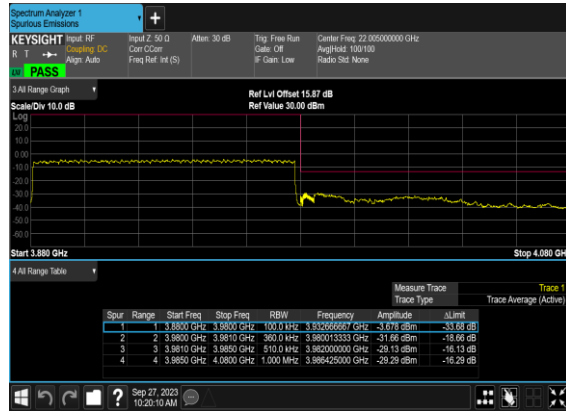 Spectrum Analyzer 1
Spurious Emissions
+
KEYSIGHT Input: RF Input Z: 50 Ω Atten: 30 dB Trig: Free Run Center Freq: 22.005000000 GHz
R T Coupling: DC Corr CCorr Gate: Off Avg|Hold: 100/100
Align: Auto Freq Ref: Int (S) IF Gain: Low Radio Std: None
PASS
3 All Range Graph
Ref Lvl Offset 15.87 dB
Scale/Div 10.0 dB Ref Value 30.00 dBm
Log
20.0
10.0
0.00
-10.0
-20.0
-30.0
-40.0
-50.0
-60.0
Start 3.880 GHz Stop 4.080 GH
4 All Range Table
Measure Trace Trace 1
Trace Type Trace Average (Active)
Spur Range Start Freq Stop Freq RBW Frequency Amplitude ΔLimit
1 1 3.8800 GHz 3.9800 GHz 100.0 kHz 3.932666667 GHz -3.678 dBm -33.68 dB
2 2 3.9800 GHz 3.9810 GHz 360.0 kHz 3.980013333 GHz -31.66 dBm -18.66 dB
3 3 3.9810 GHz 3.9850 GHz 510.0 kHz 3.982000000 GHz -29.13 dBm -16.13 dB
4 4 3.9850 GHz 4.0800 GHz 1.000 MHz 3.986425000 GHz -29.29 dBm -16.29 dB
? Sep 27, 2023
10:20:10 AM